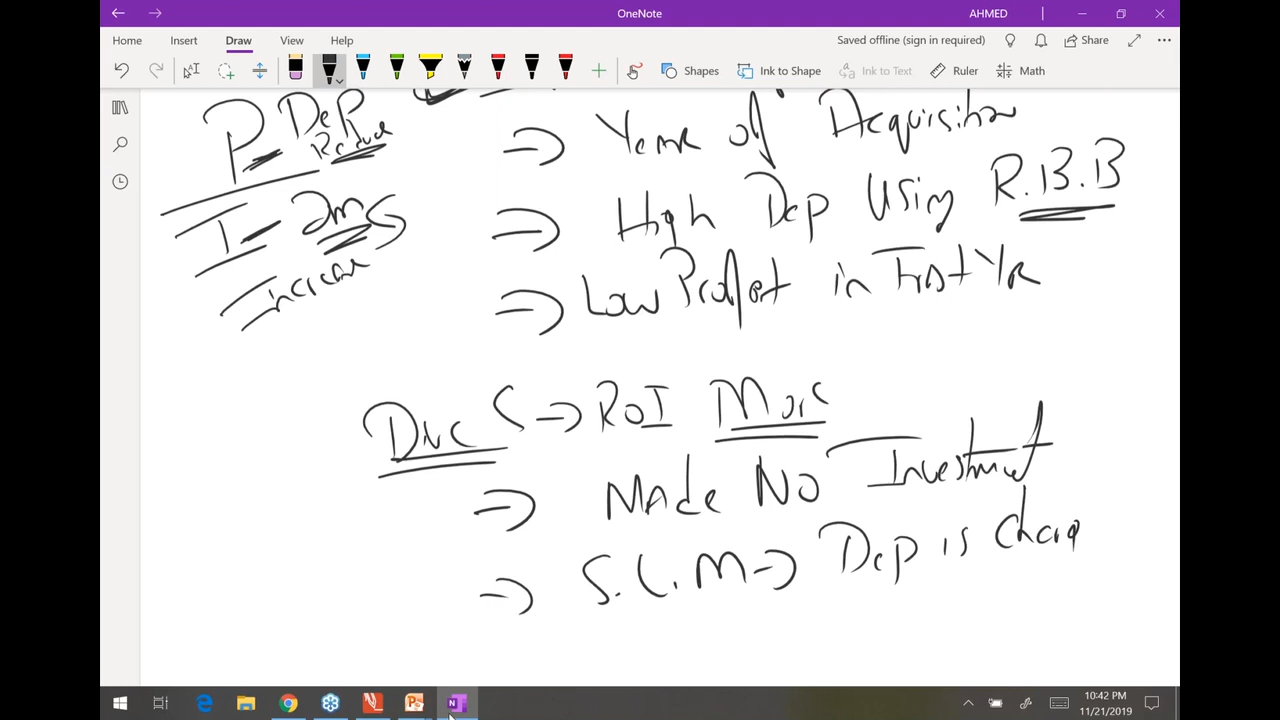 OneNote
AHMED
Home Insert Draw View Help
Saved offline (sign in required)
Share
Shapes
Ink to Shape
Ink to Text
Ruler
Math
P Dep
Reduce
I - 2m
Increase
⇒ Year of Acquisition
⇒ High Dep Using R.B.B
⇒ Low Profit in First Yr
⇒ ROI More
⇒ Made No Investment
⇒ S.L.M → Dep is Charg
10:42 PM
11/21/2019